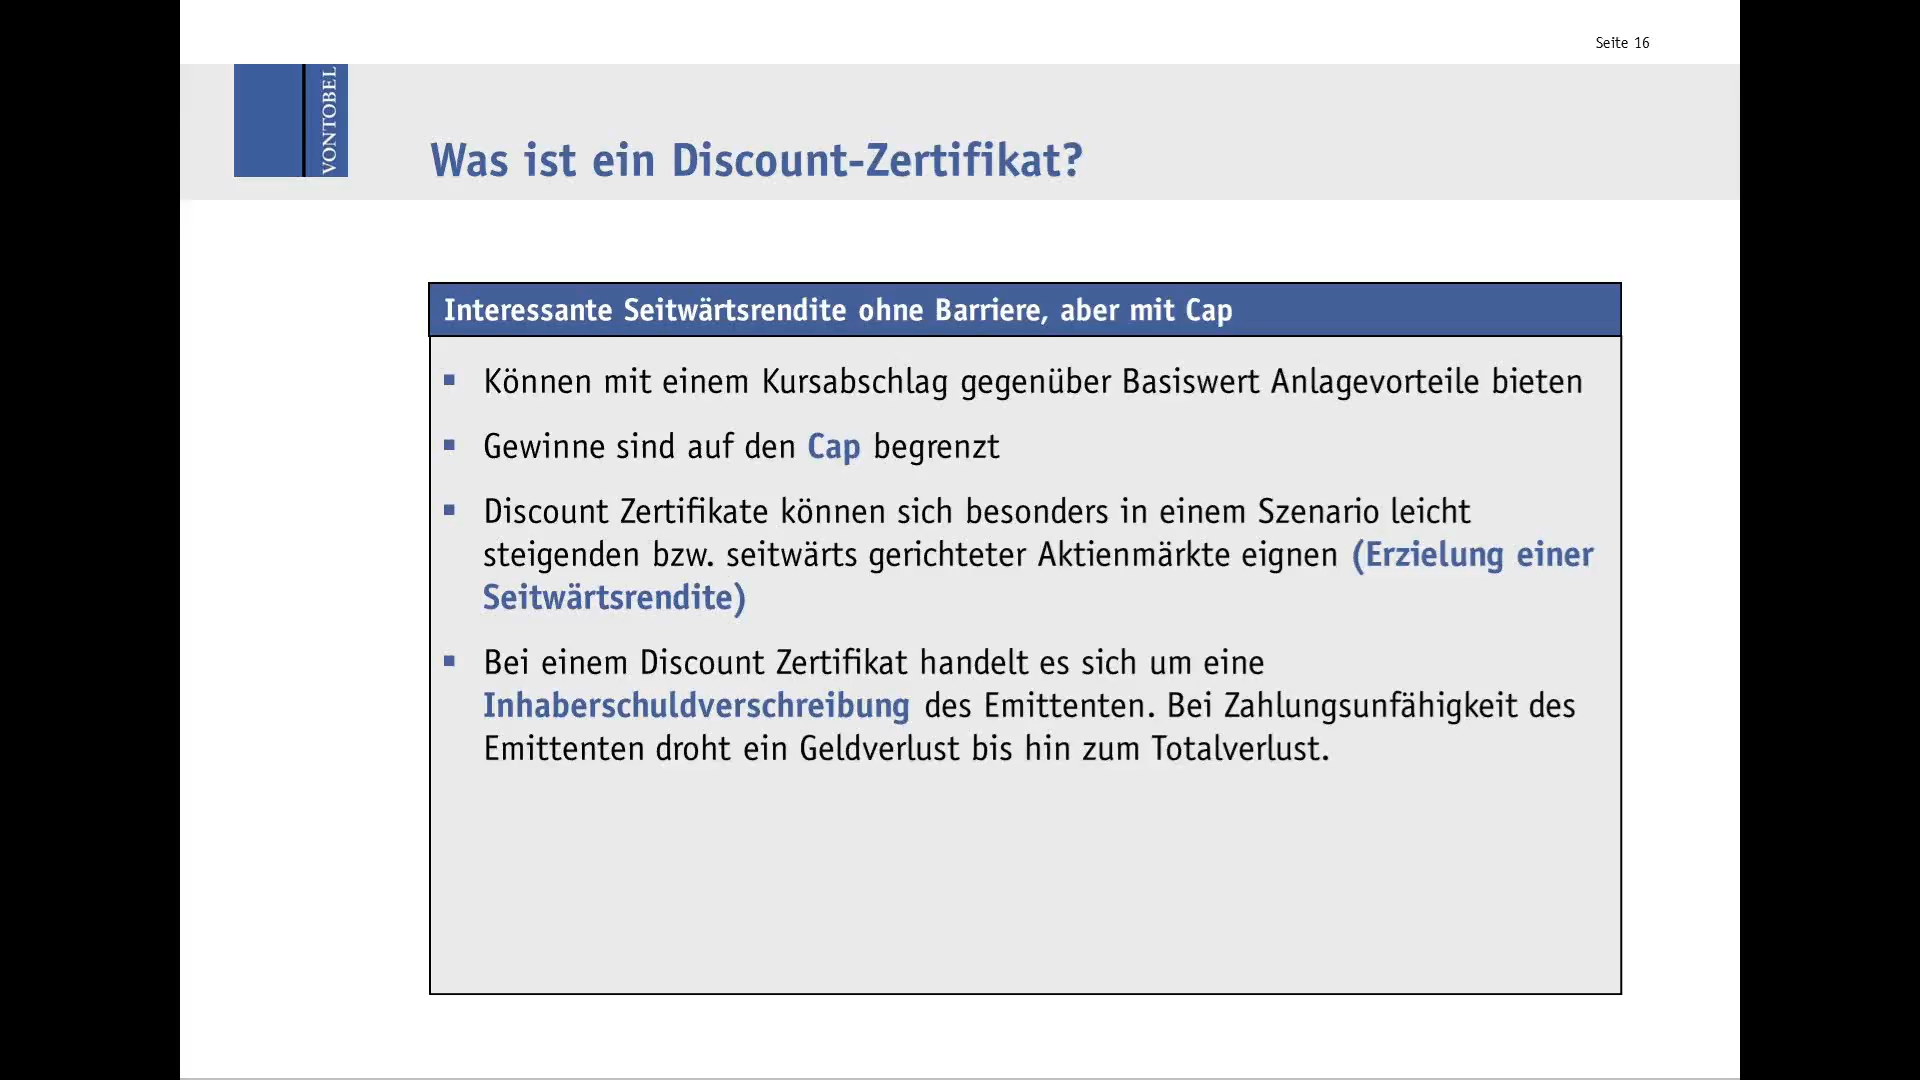 Seite 16
VONTOBEL
Was ist ein Discount-Zertifikat?
Interessante Seitwärtsrendite ohne Barriere, aber mit Cap
Können mit einem Kursabschlag gegenüber Basiswert Anlagevorteile bieten
Gewinne sind auf den Cap begrenzt
Discount Zertifikate können sich besonders in einem Szenario leicht
steigenden bzw. seitwärts gerichteter Aktienmärkte eignen (Erzielung einer
Seitwärtsrendite)
Bei einem Discount Zertifikat handelt es sich um eine
Inhaberschuldverschreibung des Emittenten. Bei Zahlungsunfähigkeit des
Emittenten droht ein Geldverlust bis hin zum Totalverlust.